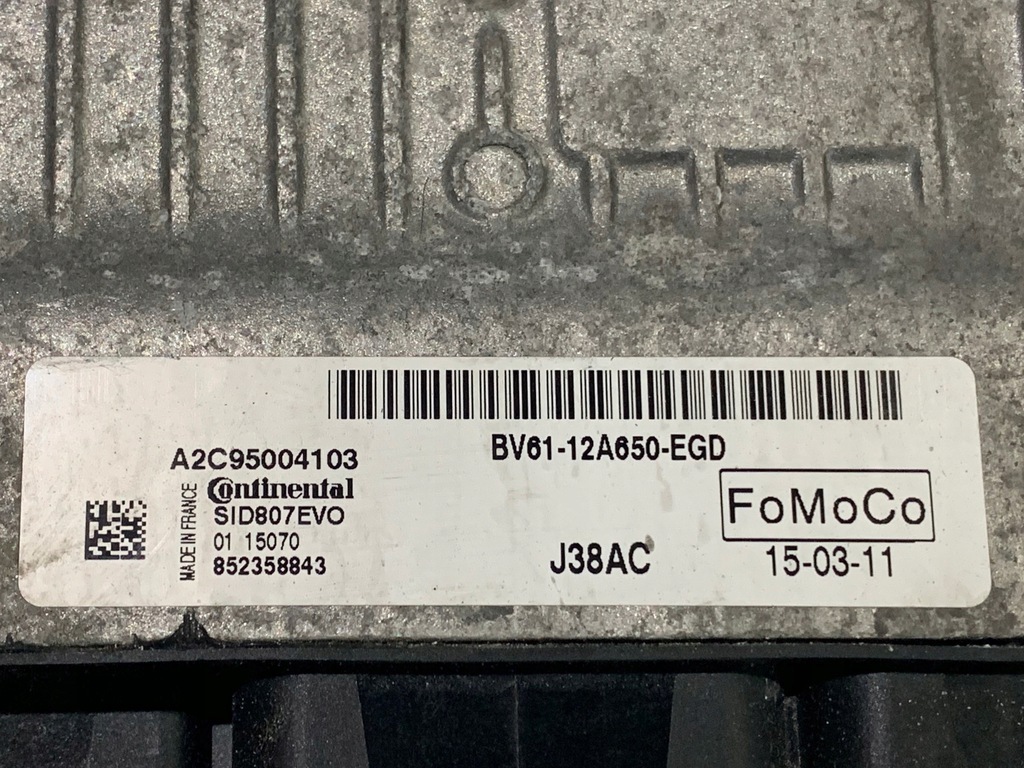 BV61-12A650-EGD
A2C95004103
MADE IN FRANCE
Continental
SID807EVO
01 15070
852358843
J38AC
FoMoCo
15-03-11